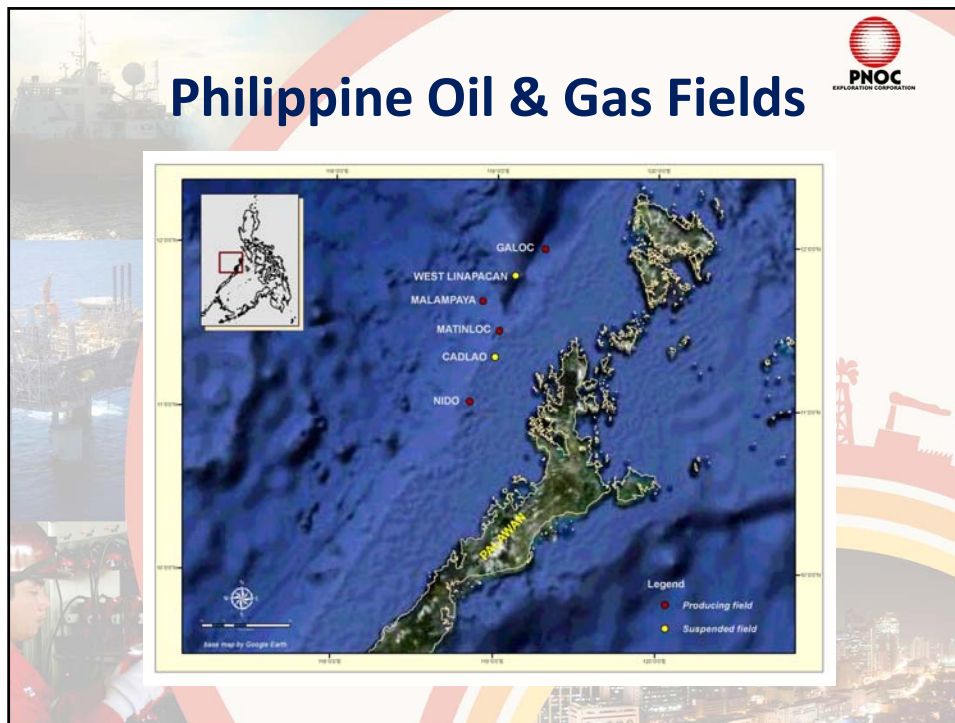 PNOC
EXPLORATION CORPORATION
Philippine Oil & Gas Fields
GALOC
WEST LINAPACAN
MALAMPAYA
MATINLOC
CADLAO
NIDO
PALAWAN
Legend
Producing field
Suspended field
base map by Google Earth